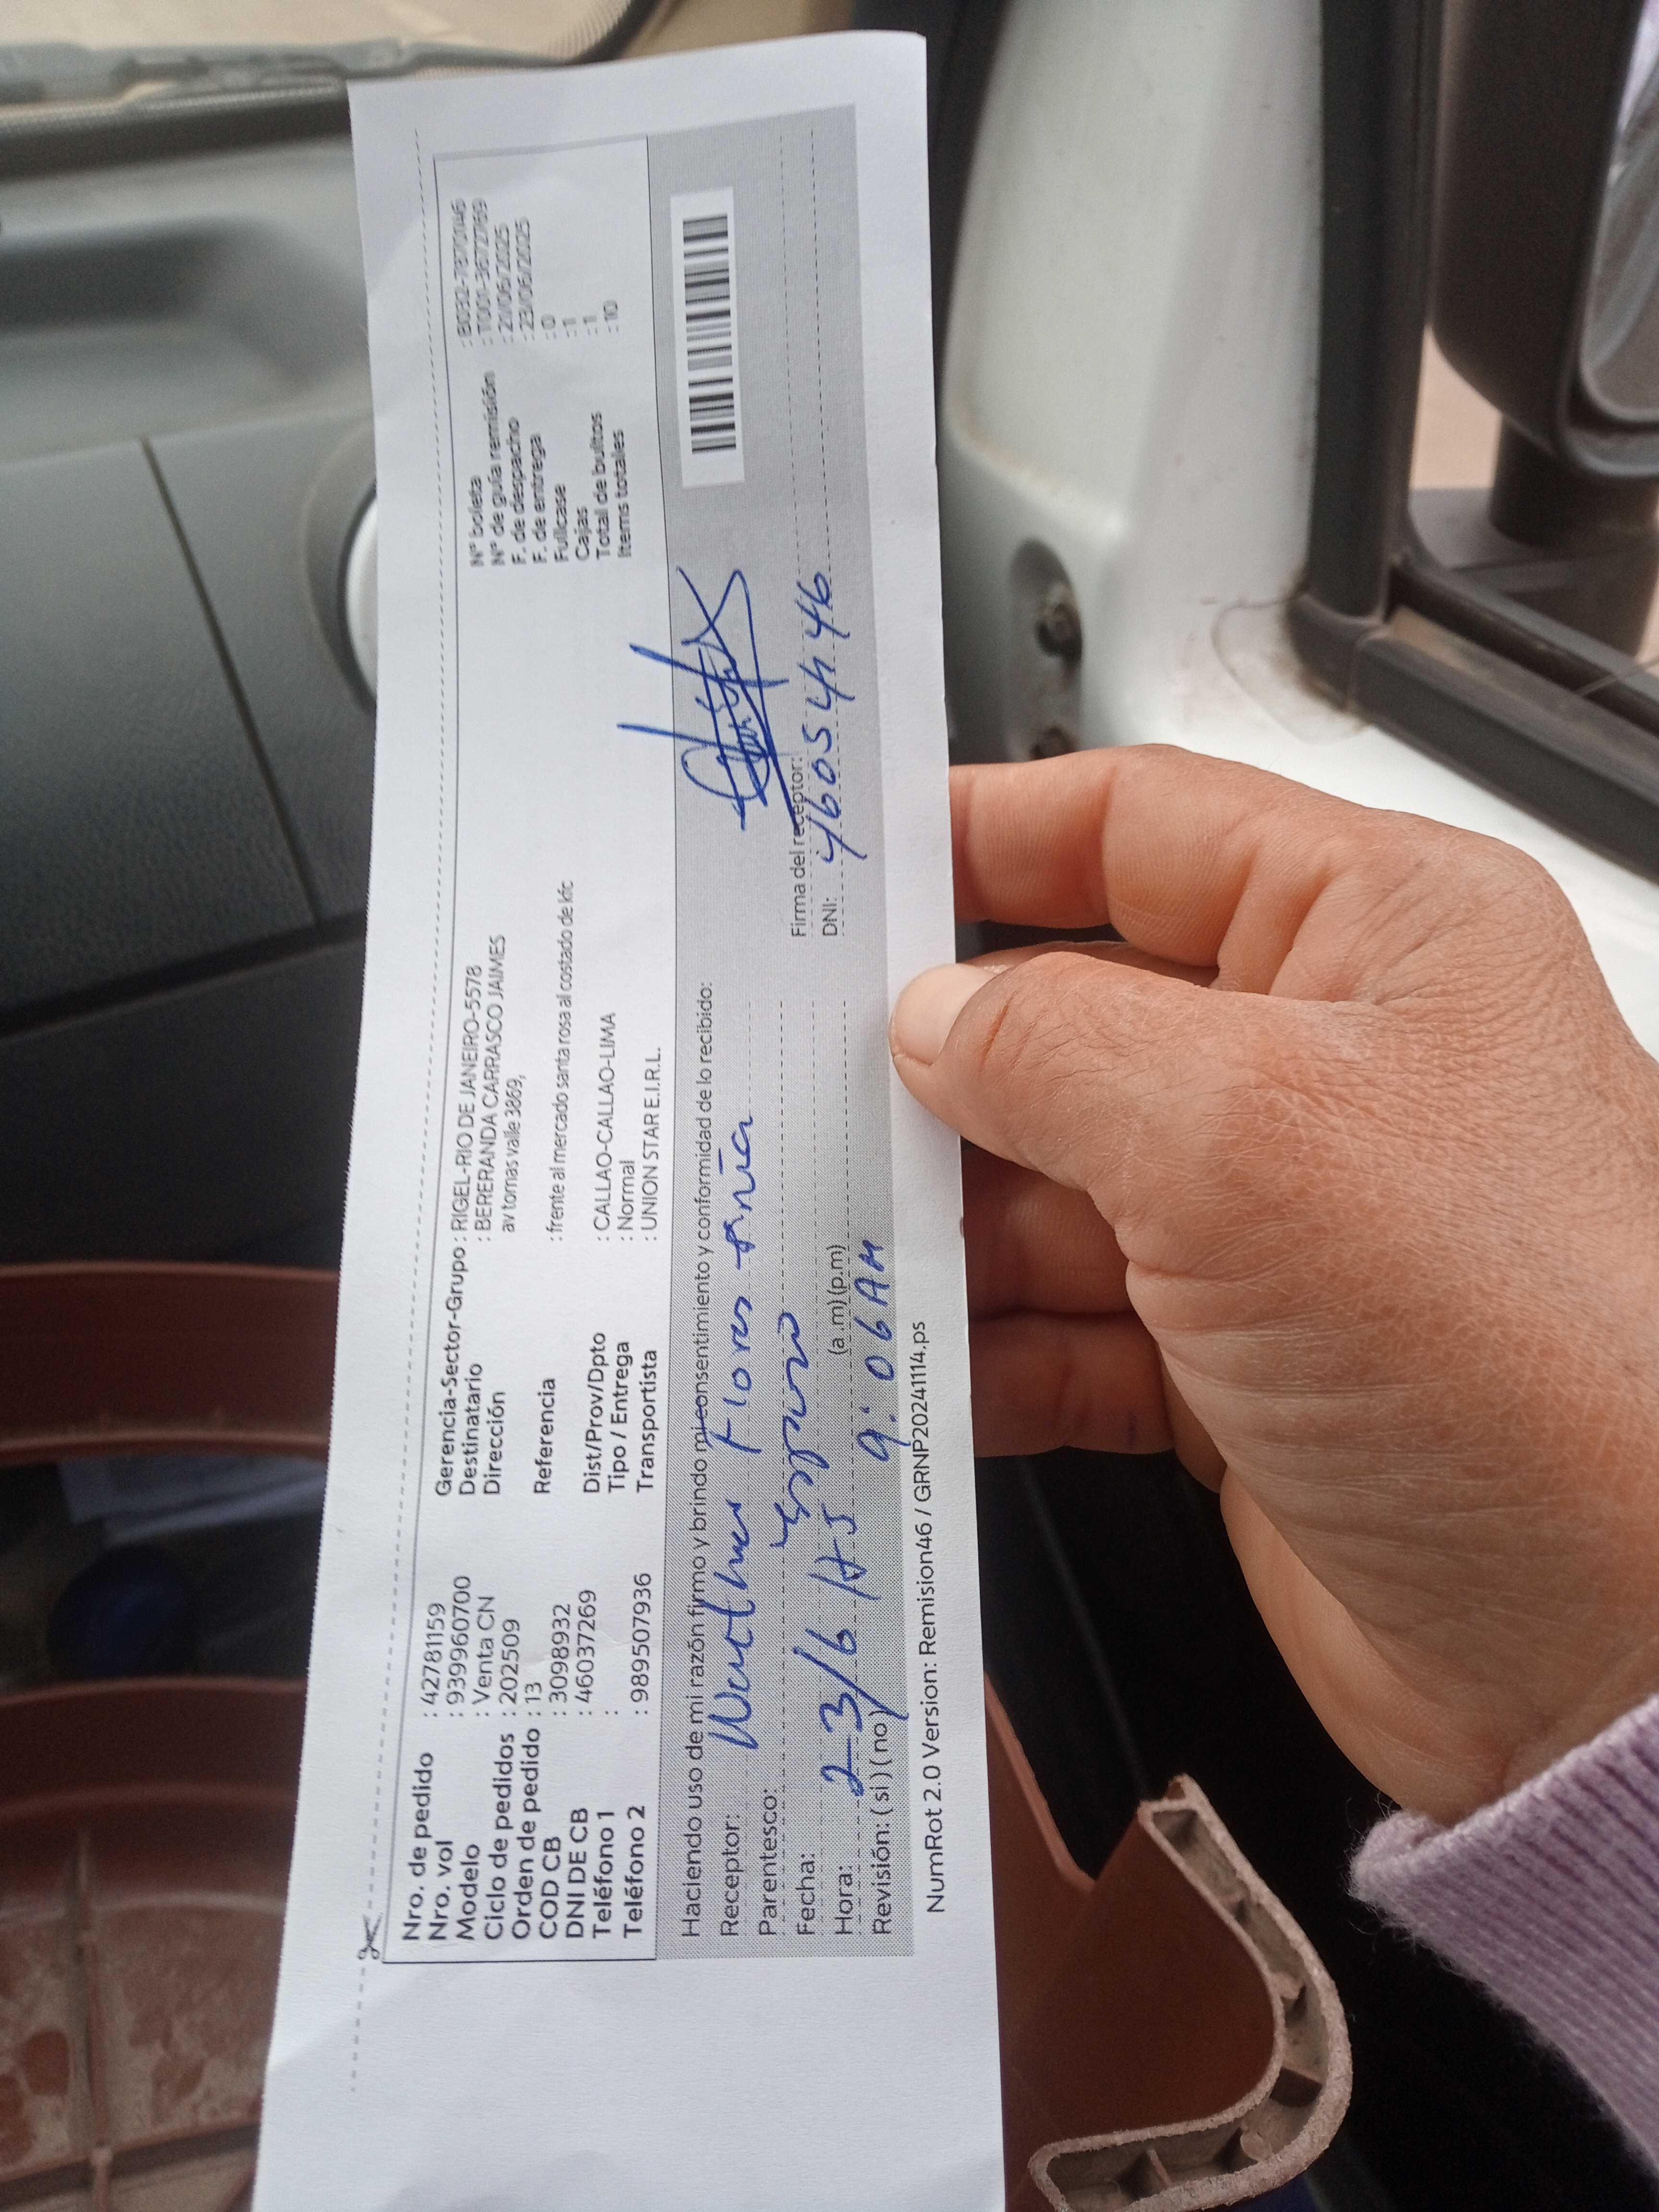 Nro. de pedido : 42781159
Nro. vol : 939960700
Modelo : Venta CN
Ciclo de pedidos : 202509
Orden de pedido : 13
COD CB : 3098932
DNI DE CB : 46037269
Teléfono 1 :
Teléfono 2 : 989507936
Gerencia-Sector-Grupo : RIGEL-RIO DE JANEIRO-5578
Destinatario : BERERANDA CARRASCO JAIMES
Dirección av tomas valle 3869,
Referencia : frente al mercado santa rosa al costado de kfc
Dist/Prov/Dpto : CALLAO-CALLAO-LIMA
Tipo / Entrega : Normal
Transportista : UNION STAR E.I.R.L.
N° boleta
N° de guía remisión
F. de despacho : 21/06/2025
F. de entrega : 23/06/2025
Fullcase : 0
Cajas : 1
Total de bultos : 1
Items totales : 10
Haciendo uso de mi razón firmo y brindo mi consentimiento y conformidad de lo recibido:
Receptor: Flores
Parentesco: Esposo
Fecha: 23/6/25
Hora: (a .m) (p.m) 9:06 AM
Revisión: ( si ) ( no )
Firma del receptor:
DNI: 46054446
NumRot 2.0 Version: Remision46 / GRNP20241114.ps